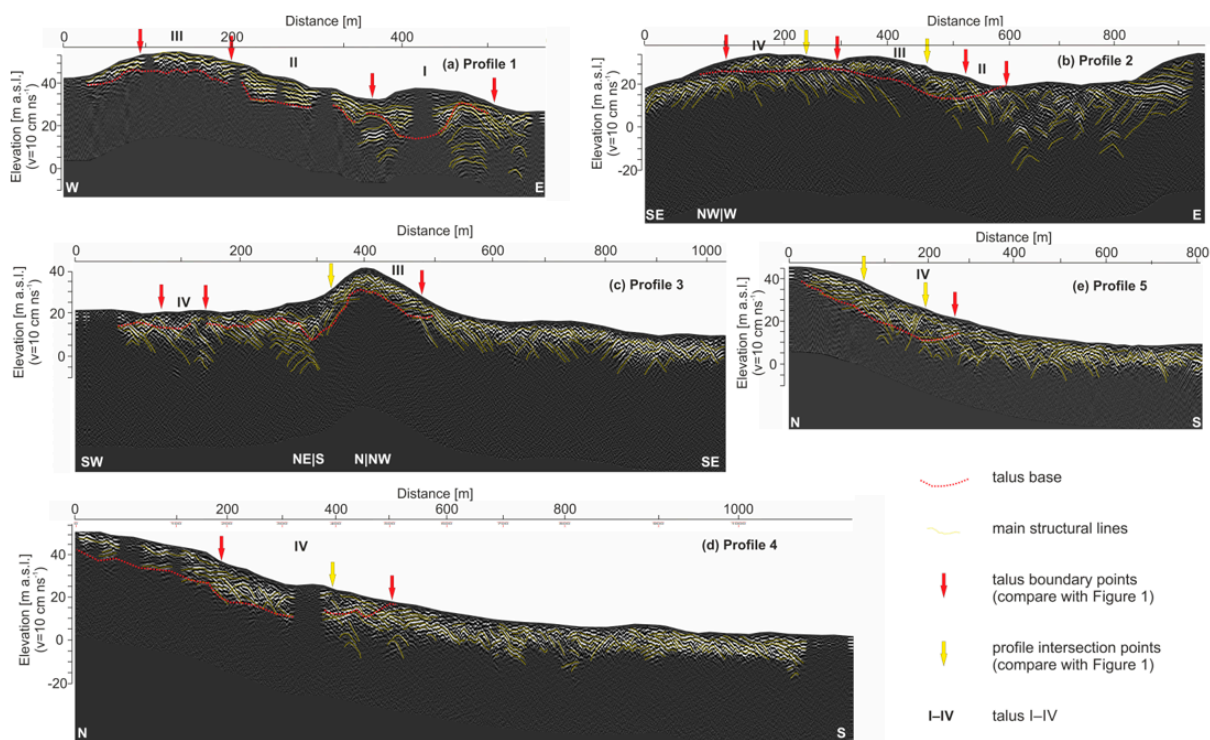 Distance [m]
0 200 400
III
II
I
(a) Profile 1
Elevation [m a.s.l.]
(v=10 cm ns⁻¹)
40
20
0
W E
Distance [m]
0 200 400 500 600 800
IV
III
II
(b) Profile 2
Elevation [m a.s.l.]
(v=10 cm ns⁻¹)
20
0
-20
SE NW|W E
Distance [m]
0 200 400 600 800 1000
IV
III
(c) Profile 3
Elevation [m a.s.l.]
(v=10 cm ns⁻¹)
40
20
0
SW NE|S N|NW SE
Distance [m]
0 200 400 500
IV
(e) Profile 5
Elevation [m a.s.l.]
(v=10 cm ns⁻¹)
40
20
0
N S
Distance [m]
0 200 400 600 800 1000
IV
(d) Profile 4
Elevation [m a.s.l.]
(v=10 cm ns⁻¹)
40
20
0
-20
N S
talus base
main structural lines
talus boundary points
(compare with Figure 1)
profile intersection points
(compare with Figure 1)
I–IV talus I–IV